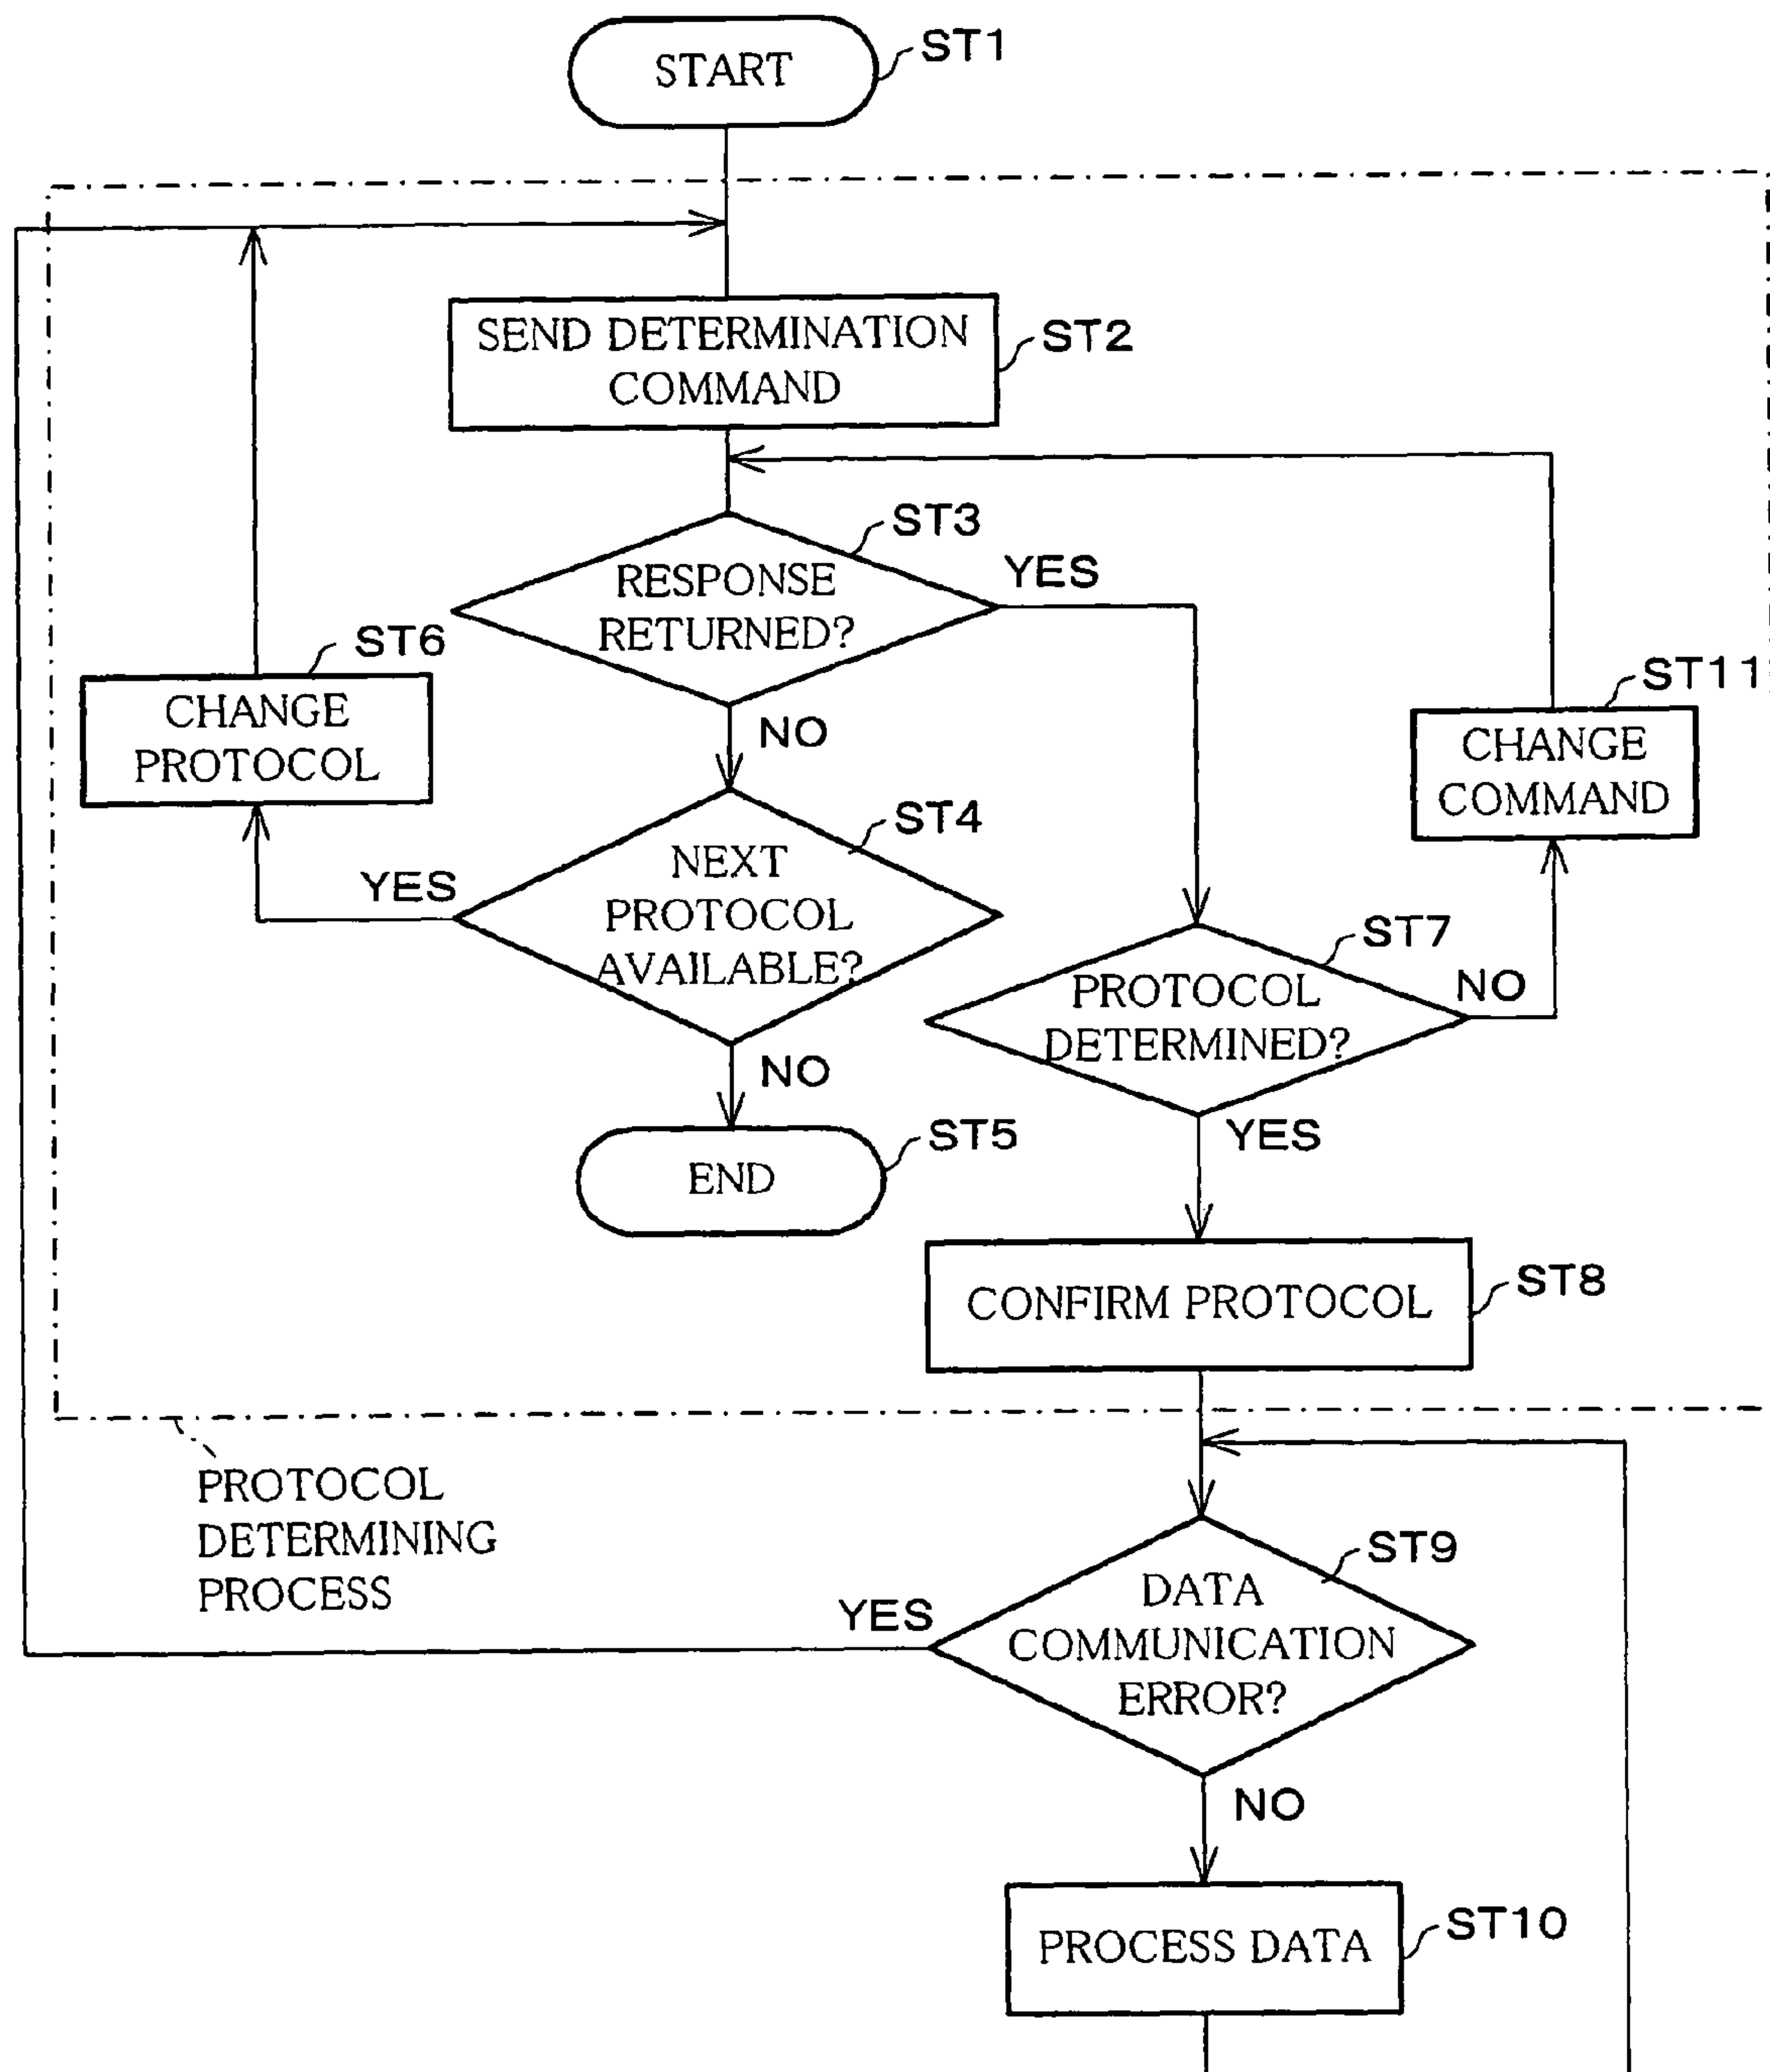 START
ST1
SEND DETERMINATION
COMMAND
ST2
RESPONSE
RETURNED?
ST3
YES
NO
CHANGE
PROTOCOL
ST6
CHANGE
COMMAND
ST11
NEXT
PROTOCOL
AVAILABLE?
ST4
YES
NO
PROTOCOL
DETERMINED?
ST7
NO
YES
END
ST5
CONFIRM PROTOCOL
ST8
PROTOCOL
DETERMINING
PROCESS
DATA
COMMUNICATION
ERROR?
ST9
YES
NO
PROCESS DATA
ST10